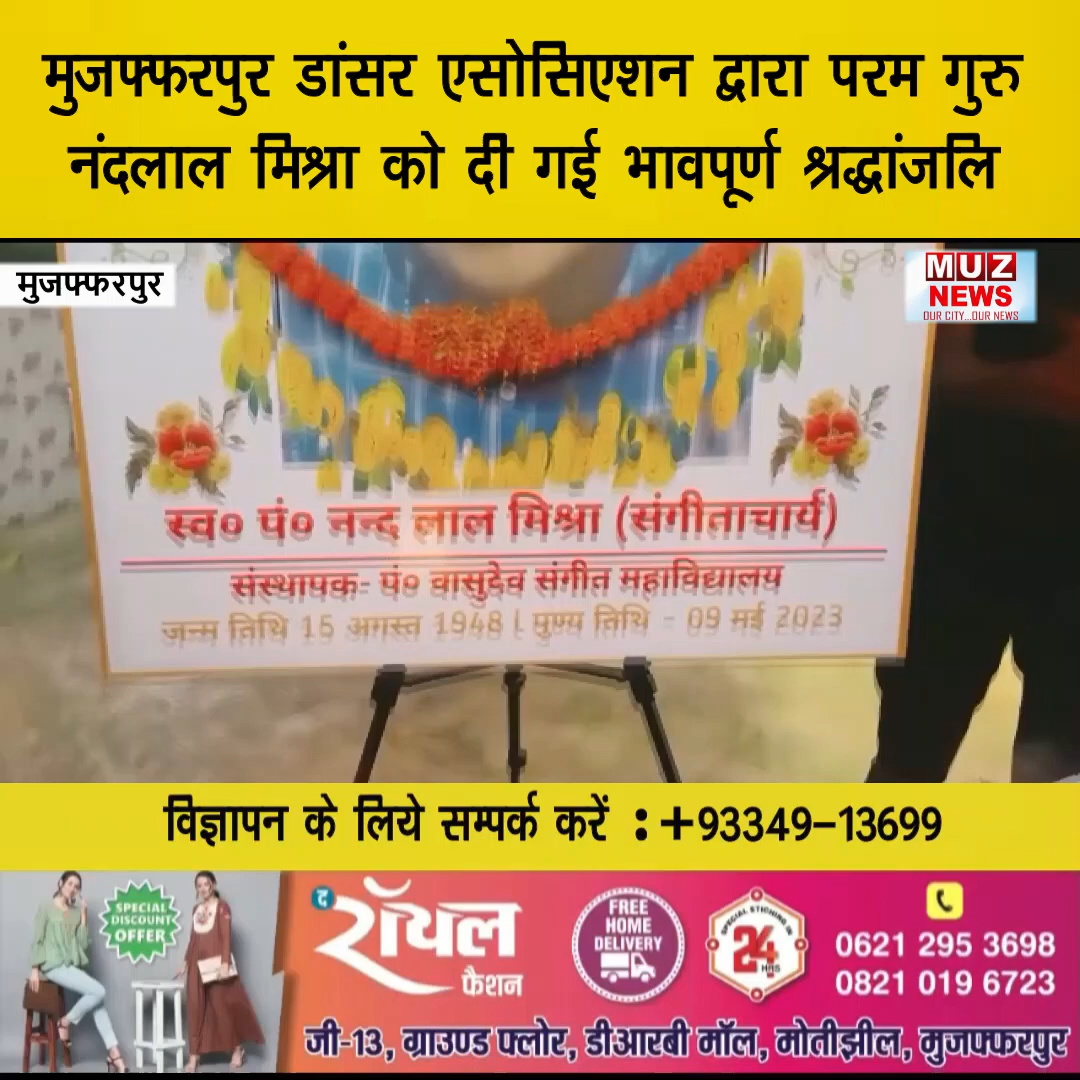 मुजफ्फरपुर डांसर एसोसिएशन द्वारा परम गुरु
नंदलाल मिश्रा को दी गई भावपूर्ण श्रद्धांजलि
मुजफ्फरपुर
MUZ
NEWS
OUR CITY...OUR NEWS
स्व० पं० नन्द लाल मिश्रा (संगीताचार्य)
संस्थापक- पं० वासुदेव संगीत महाविद्यालय
जन्म तिथि 15 अगस्त 1948 | पुण्य तिथि - 09 मई 2023
विज्ञापन के लिये सम्पर्क करें : +93349-13699
SPECIAL
DISCOUNT
OFFER
द
रॉयल
फैशन
FREE
HOME
DELIVERY
SPECIAL STICHING IN
24
HRS
0621 295 3698
0821 019 6723
जी-13, ग्राउण्ड फ्लोर, डीआरबी मॉल, मोतीझील, मुजफ्फरपुर